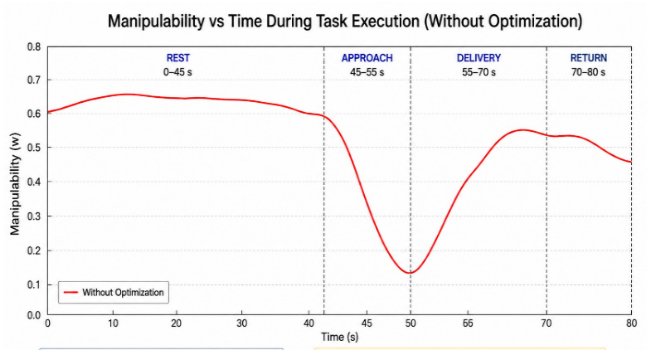 Manipulability vs Time During Task Execution (Without Optimization)
Manipulability (w)
0.8
0.7
0.6
0.5
0.4
0.3
0.2
0.1
0.0
REST
0–45 s
APPROACH
45–55 s
DELIVERY
55–70 s
RETURN
70–80 s
Without Optimization
0 10 20 30 40 45 50 66 70 80
Time (s)